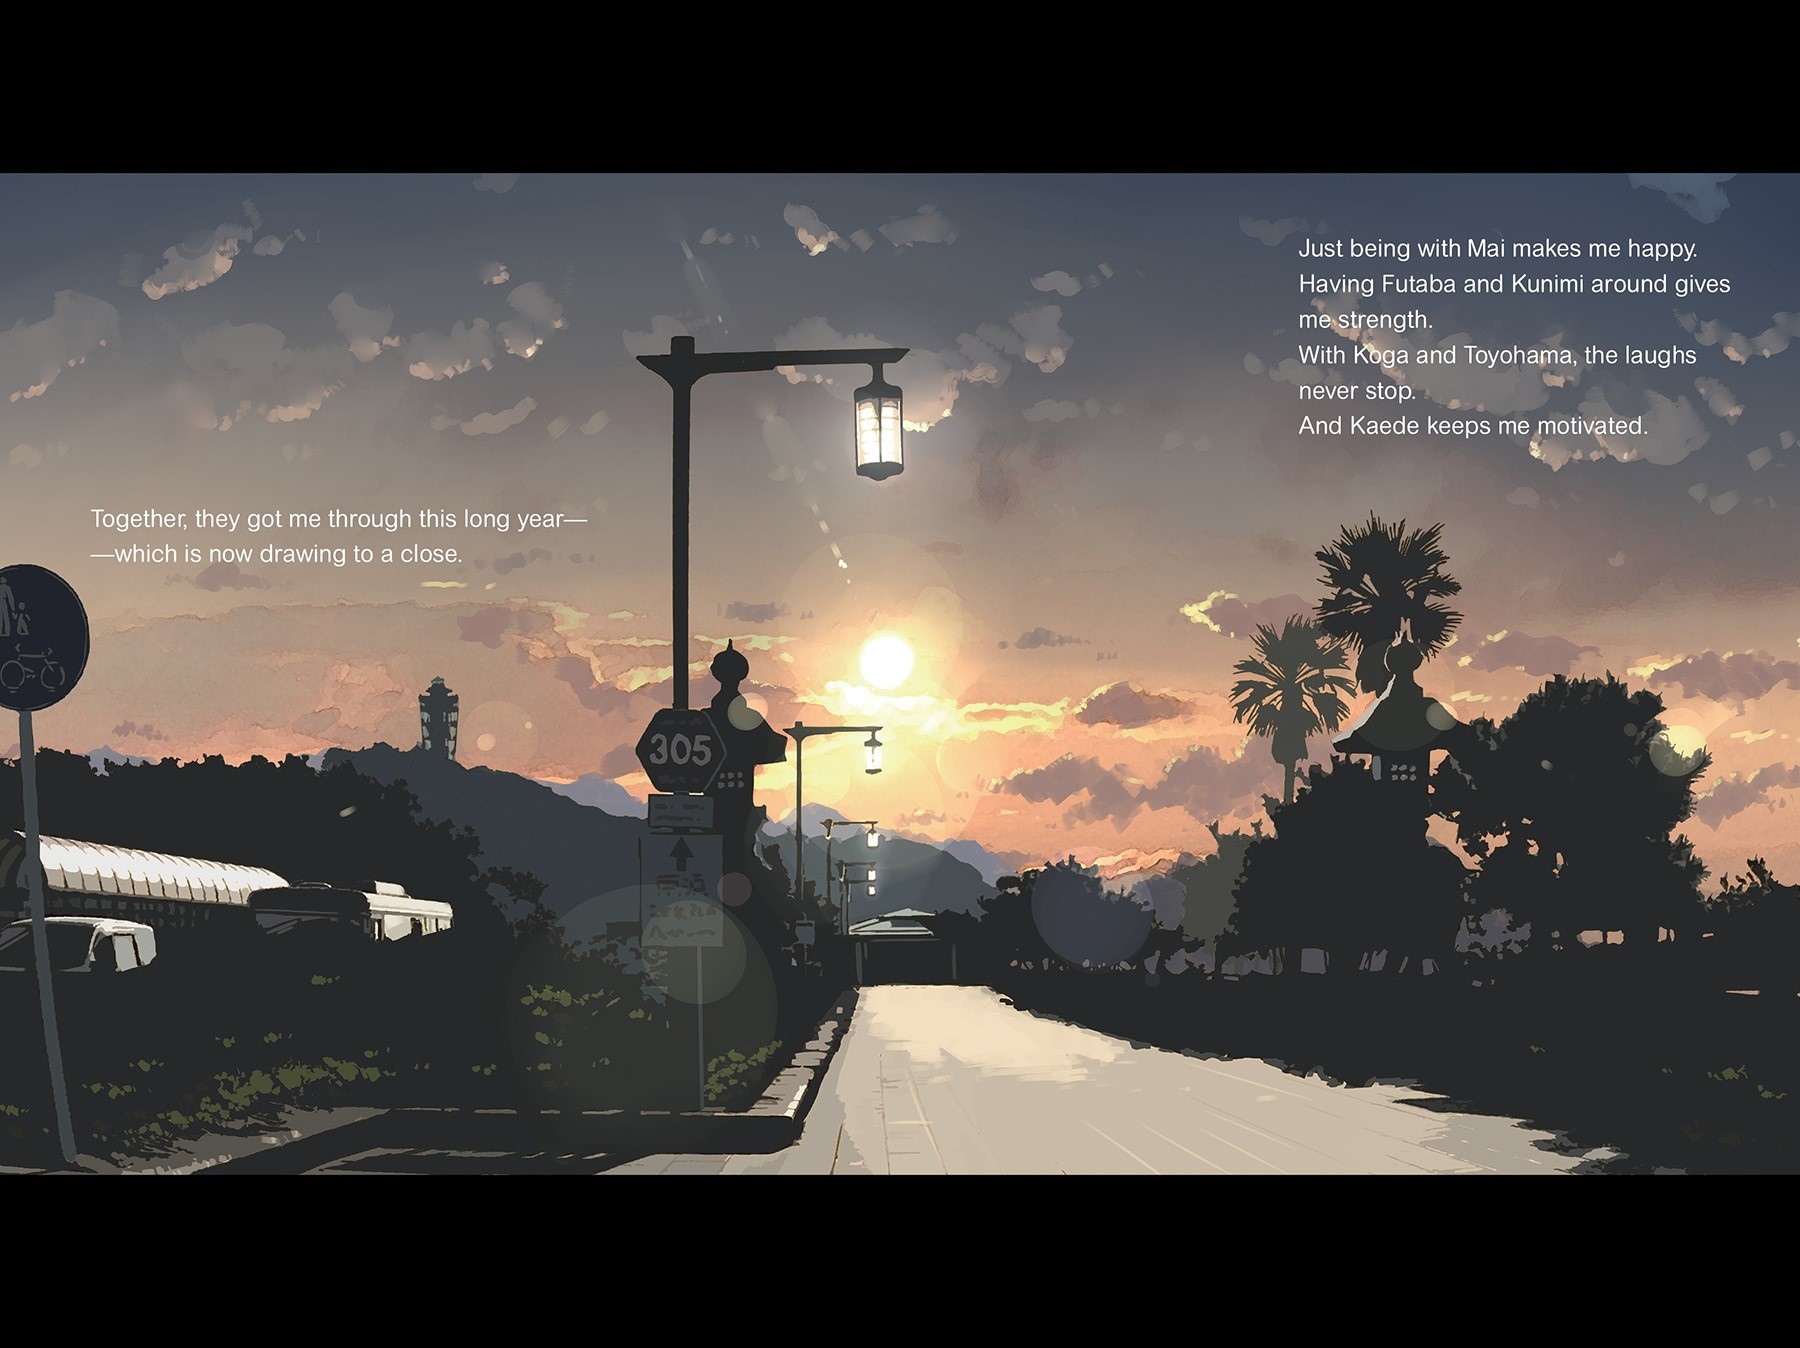 Just being with Mai makes me happy.
Having Futaba and Kunimi around gives
me strength.
With Koga and Toyohama, the laughs
never stop.
And Kaede keeps me motivated.
Together, they got me through this long year—
—which is now drawing to a close.
305